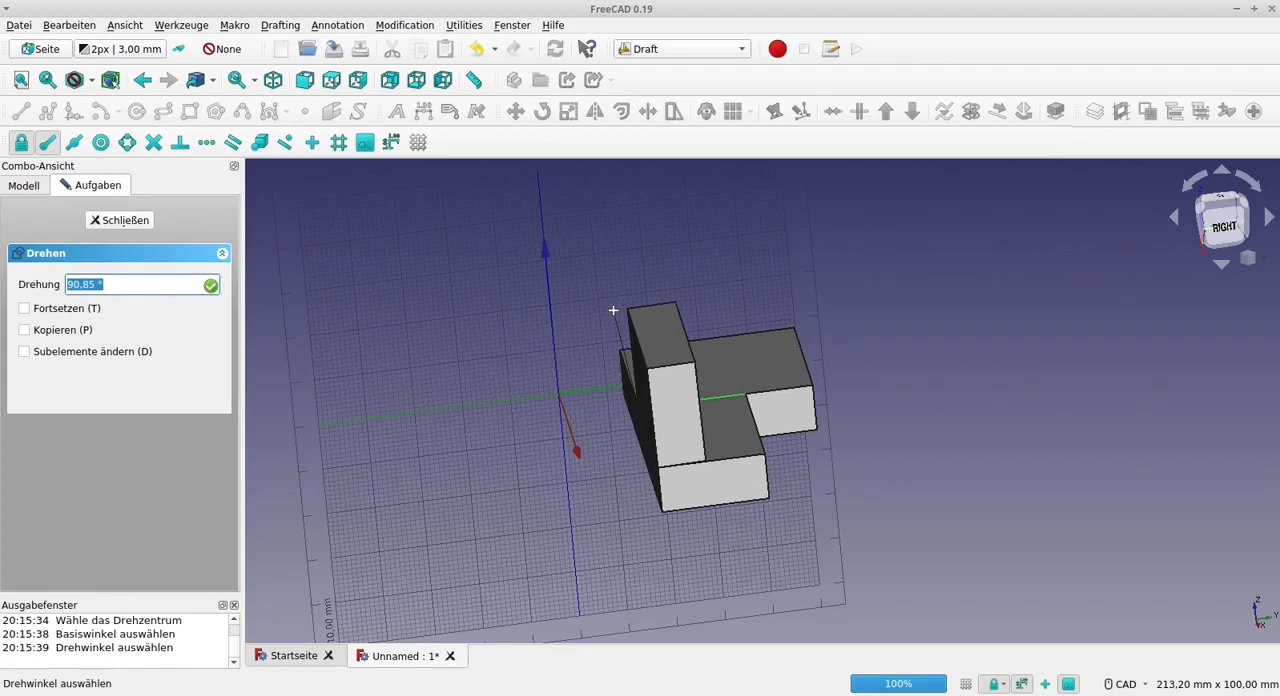 FreeCAD 0.19
Datei Bearbeiten Ansicht Werkzeuge Makro Drafting Annotation Modification Utilities Fenster Hilfe
Seite 2px | 3,00 mm None Draft
Combo-Ansicht
Modell Aufgaben
Schließen
Drehen
Drehung 90,85 °
Fortsetzen (T)
Kopieren (P)
Subelemente ändern (D)
RIGHT
Ausgabefenster
20:15:34 Wähle das Drehzentrum
20:15:38 Basiswinkel auswählen
20:15:39 Drehwinkel auswählen
Z
Y
X
Startseite Unnamed : 1*
Drehwinkel auswählen 100% CAD 213,20 mm x 100,00 mm